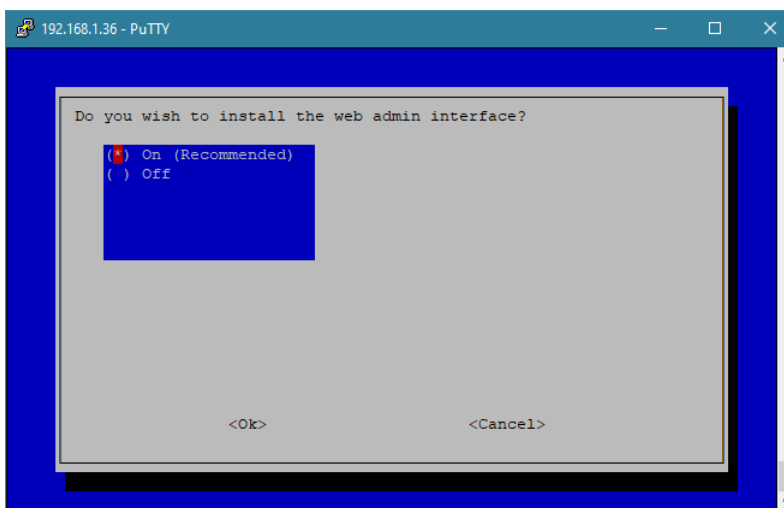 192.168.1.36 - PuTTY
Do you wish to install the web admin interface?
(*) On (Recommended)
( ) Off
<Ok> <Cancel>